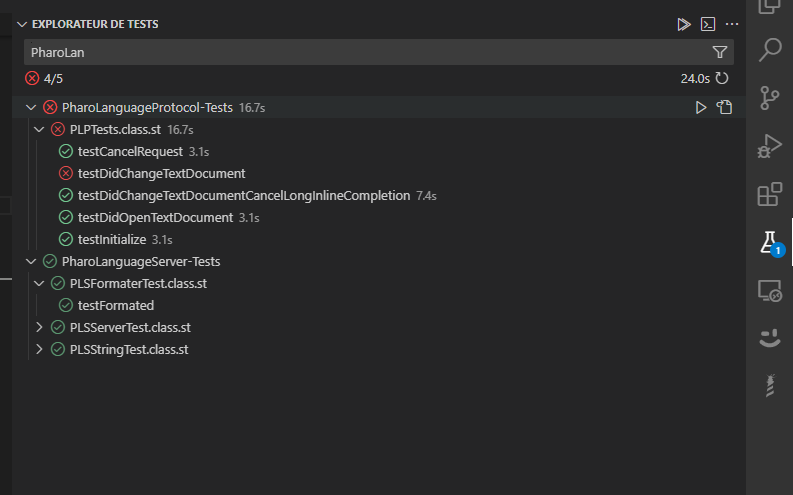 EXPLORATEUR DE TESTS
PharoLan
4/5 24.0s
PharoLanguageProtocol-Tests 16.7s
PLPTests.class.st 16.7s
testCancelRequest 3.1s
testDidChangeTextDocument
testDidChangeTextDocumentCancelLongInlineCompletion 7.4s
testDidOpenTextDocument 3.1s
testInitialize 3.1s
PharoLanguageServer-Tests
PLSFormaterTest.class.st
testFormated
PLSServerTest.class.st
PLSStringTest.class.st
1